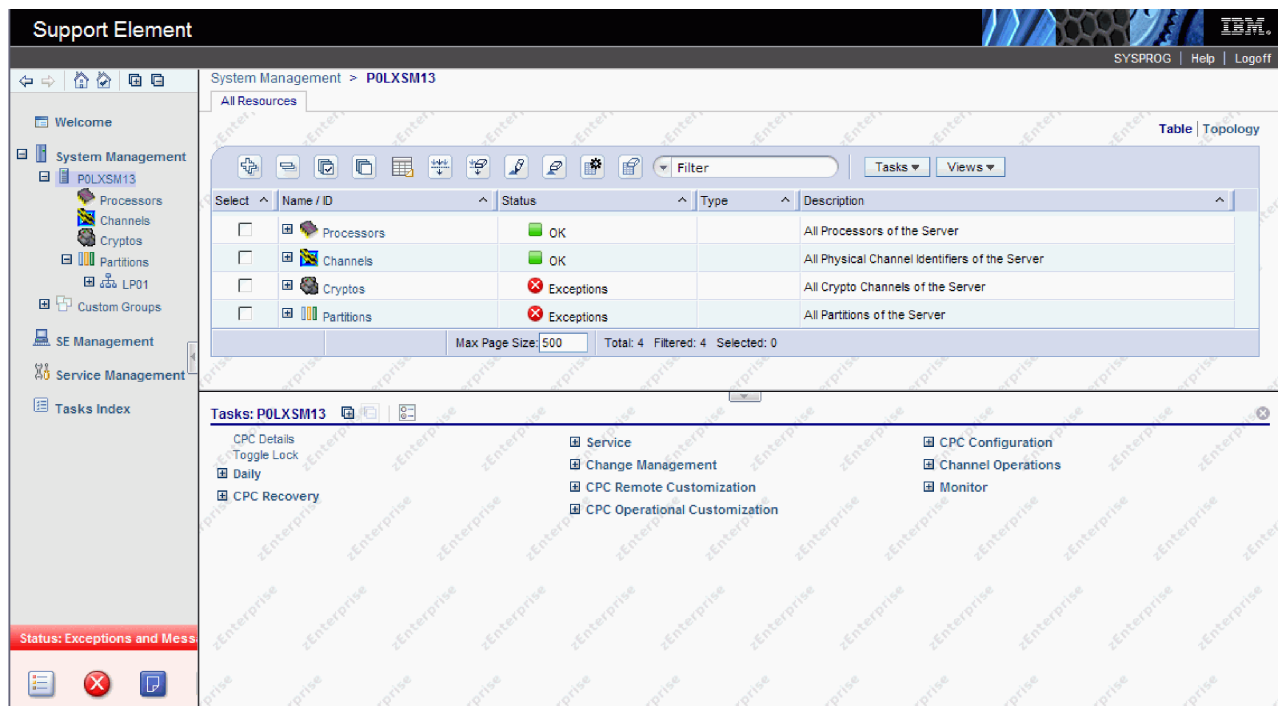 Support Element
IBM.
SYSPROG | Help | Logoff
System Management > P0LXSM13
All Resources
Welcome
System Management
P0LXSM13
Processors
Channels
Cryptos
Partitions
LP01
Custom Groups
SE Management
Service Management
Tasks Index
Status: Exceptions and Mess
Table | Topology
Filter
Tasks
Views
Select Name / ID Status Type Description
Processors OK All Processors of the Server
Channels OK All Physical Channel Identifiers of the Server
Cryptos Exceptions All Crypto Channels of the Server
Partitions Exceptions All Partitions of the Server
Max Page Size: 500 Total: 4 Filtered: 4 Selected: 0
Tasks: P0LXSM13
CPC Details
Toggle Lock
Daily
CPC Recovery
Service
Change Management
CPC Remote Customization
CPC Operational Customization
CPC Configuration
Channel Operations
Monitor
zEnterprise